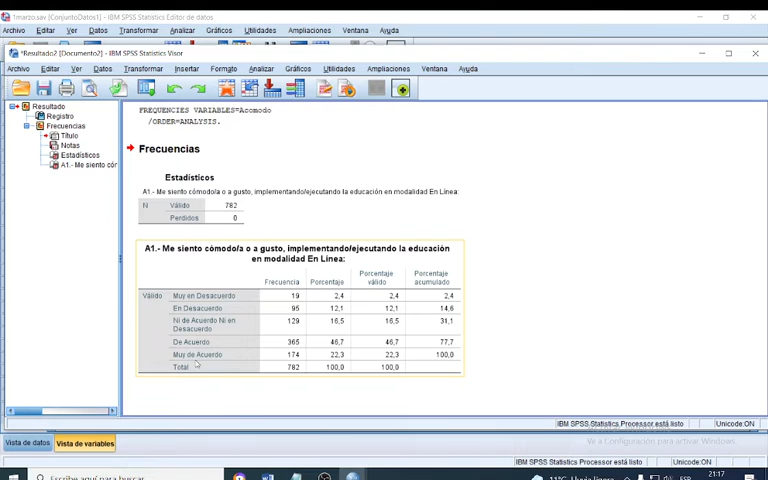 1marzo.sav [ConjuntoDatos1] - IBM SPSS Statistics Editor de datos
Archivo Editar Ver Datos Transformar Analizar Gráficos Utilidades Ampliaciones Ventana Ayuda
*Resultado2 [Documento2] - IBM SPSS Statistics Visor
Archivo Editar Ver Datos Transformar Insertar Formato Analizar Gráficos Utilidades Ampliaciones Ventana Ayuda
Resultado
Registro
Frecuencias
Título
Notas
Estadísticos
A1.- Me siento cór
FREQUENCIES VARIABLES=Acomodo
/ORDER=ANALYSIS.
Frecuencias
Estadísticos
A1.- Me siento cómodo/a o a gusto, implementando/ejecutando la educación en modalidad En Línea:
N Válido 782
Perdidos 0
A1.- Me siento cómodo/a o a gusto, implementando/ejecutando la educación
en modalidad En Línea:
Frecuencia Porcentaje Porcentaje válido Porcentaje acumulado
Válido Muy en Desacuerdo 19 2,4 2,4 2,4
En Desacuerdo 95 12,1 12,1 14,6
Ni de Acuerdo Ni en Desacuerdo 129 16,5 16,5 31,1
De Acuerdo 365 46,7 46,7 77,7
Muy de Acuerdo 174 22,3 22,3 100,0
Total 782 100,0 100,0
IBM SPSS Statistics Processor está listo Unicode:ON
Vista de datos Vista de variables
Ve a Configuración para activar Windows.
IBM SPSS Statistics Processor está listo Unicode:ON
Escribe aquí para buscar
11°C Lluvia ligera ESP 21:17